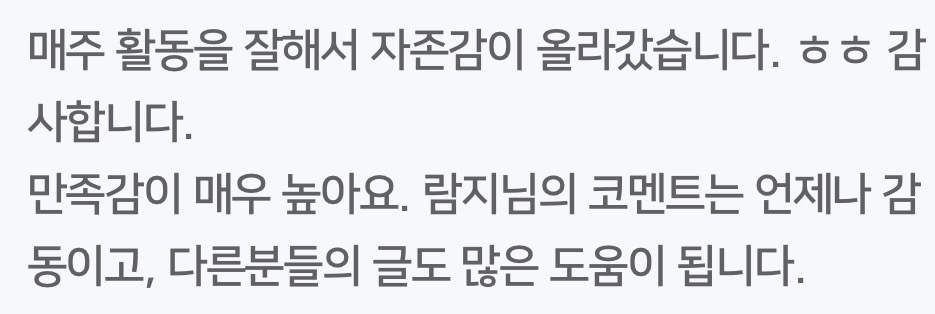 매주 활동을 잘해서 자존감이 올라갔습니다. ㅎㅎ 감
사합니다.
만족감이 매우 높아요. 람지님의 코멘트는 언제나 감
동이고, 다른분들의 글도 많은 도움이 됩니다.